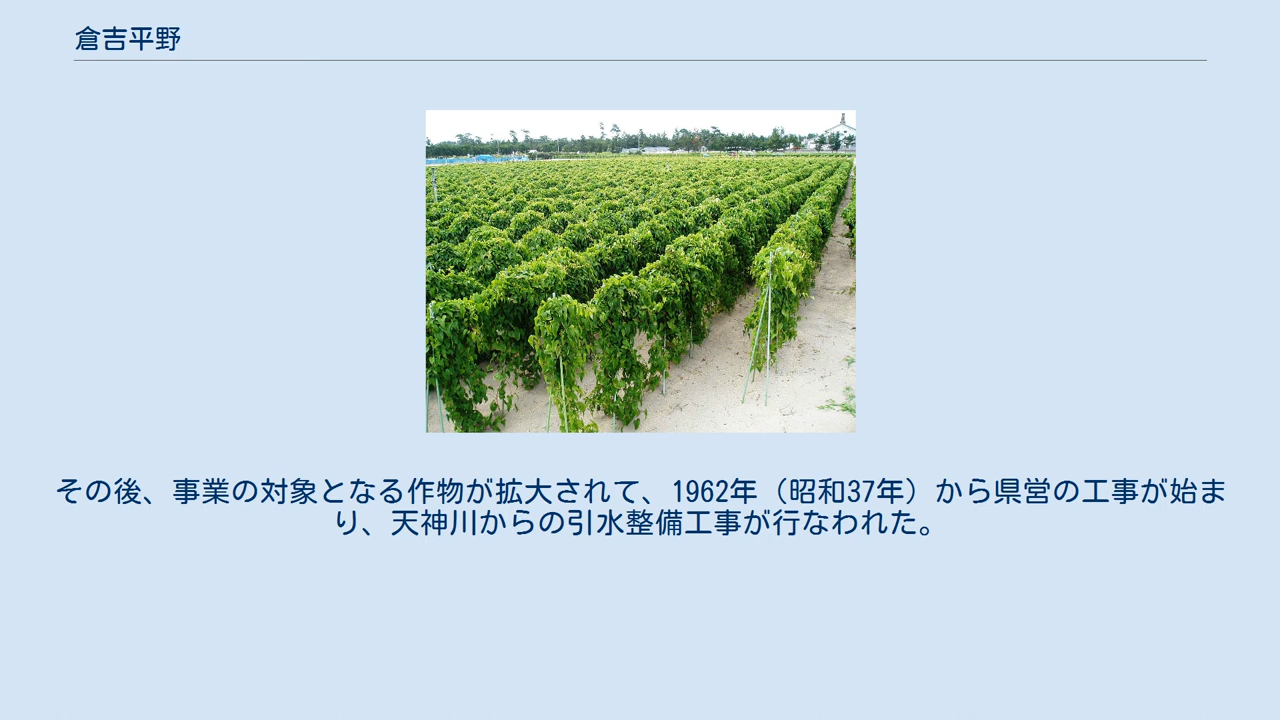 倉吉平野
その後、事業の対象となる作物が拡大されて、1962年（昭和37年）から県営の工事が始ま
り、天神川からの引水整備工事が行なわれた。